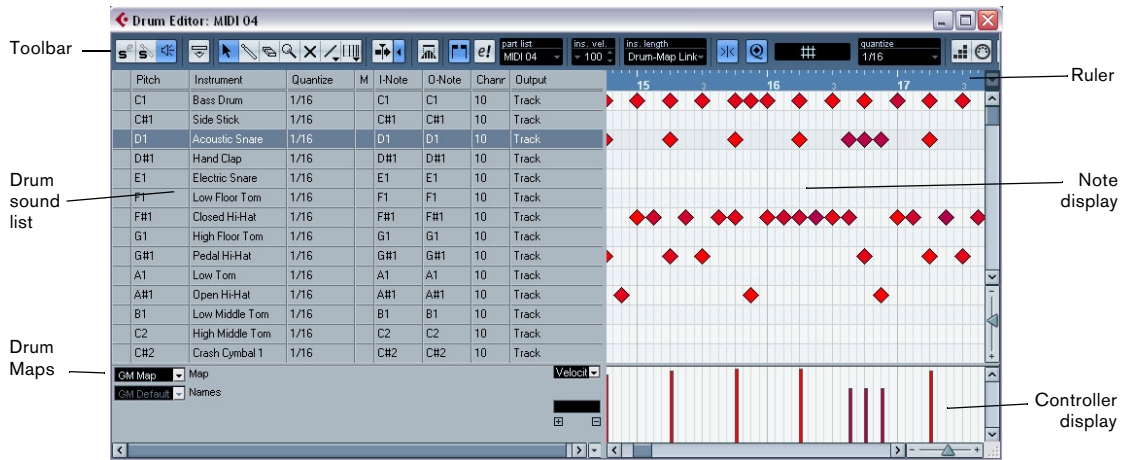 Drum Editor: MIDI 04
Toolbar
part list
MIDI 04
ins. vel.
100
ins. length
Drum-Map Link
quantize
1/16
Pitch Instrument Quantize M I-Note O-Note Chanr Output
15 3 16 3 17 3
Ruler
C1 Bass Drum 1/16 C1 C1 10 Track
C#1 Side Stick 1/16 C#1 C#1 10 Track
D1 Acoustic Snare 1/16 D1 D1 10 Track
D#1 Hand Clap 1/16 D#1 D#1 10 Track
E1 Electric Snare 1/16 E1 E1 10 Track
F1 Low Floor Tom 1/16 F1 F1 10 Track
F#1 Closed Hi-Hat 1/16 F#1 F#1 10 Track
G1 High Floor Tom 1/16 G1 G1 10 Track
G#1 Pedal Hi-Hat 1/16 G#1 G#1 10 Track
A1 Low Tom 1/16 A1 A1 10 Track
A#1 Open Hi-Hat 1/16 A#1 A#1 10 Track
B1 Low Middle Tom 1/16 B1 B1 10 Track
C2 High Middle Tom 1/16 C2 C2 10 Track
C#2 Crash Cymbal 1 1/16 C#2 C#2 10 Track
Drum
sound
list
Note
display
Drum
Maps
GM Map Map
GM Default Names
Velocit
Controller
display